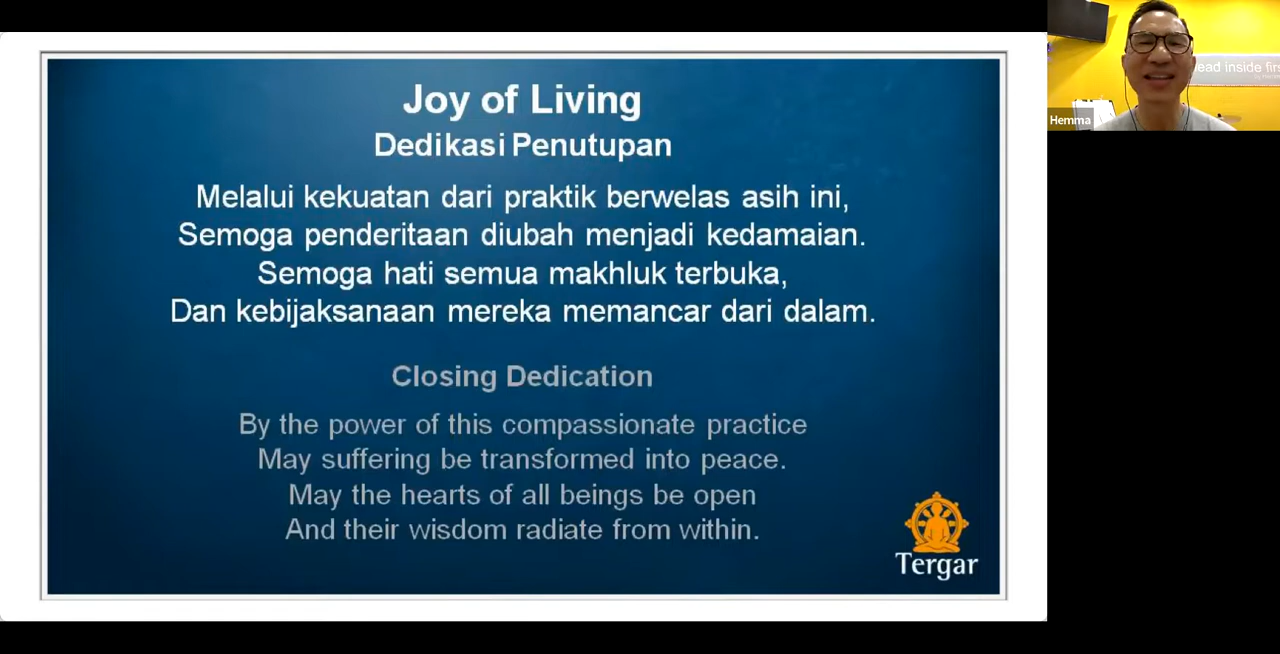 Joy of Living
Dedikasi Penutupan
Melalui kekuatan dari praktik berwelas asih ini,
Semoga penderitaan diubah menjadi kedamaian.
Semoga hati semua makhluk terbuka,
Dan kebijaksanaan mereka memancar dari dalam.
Closing Dedication
By the power of this compassionate practice
May suffering be transformed into peace.
May the hearts of all beings be open
And their wisdom radiate from within.
Tergar
inside
Hemma